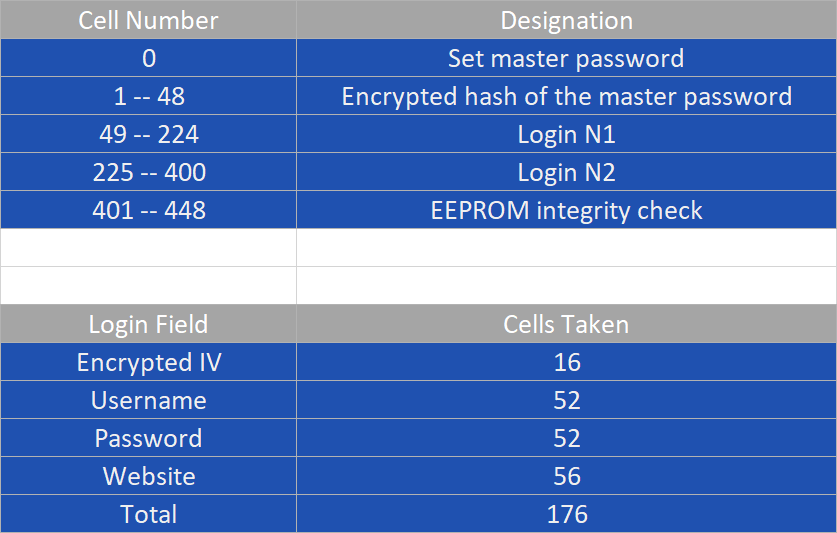 Cell Number Designation
0 Set master password
1 -- 48 Encrypted hash of the master password
49 -- 224 Login N1
225 -- 400 Login N2
401 -- 448 EEPROM integrity check
Login Field Cells Taken
Encrypted IV 16
Username 52
Password 52
Website 56
Total 176